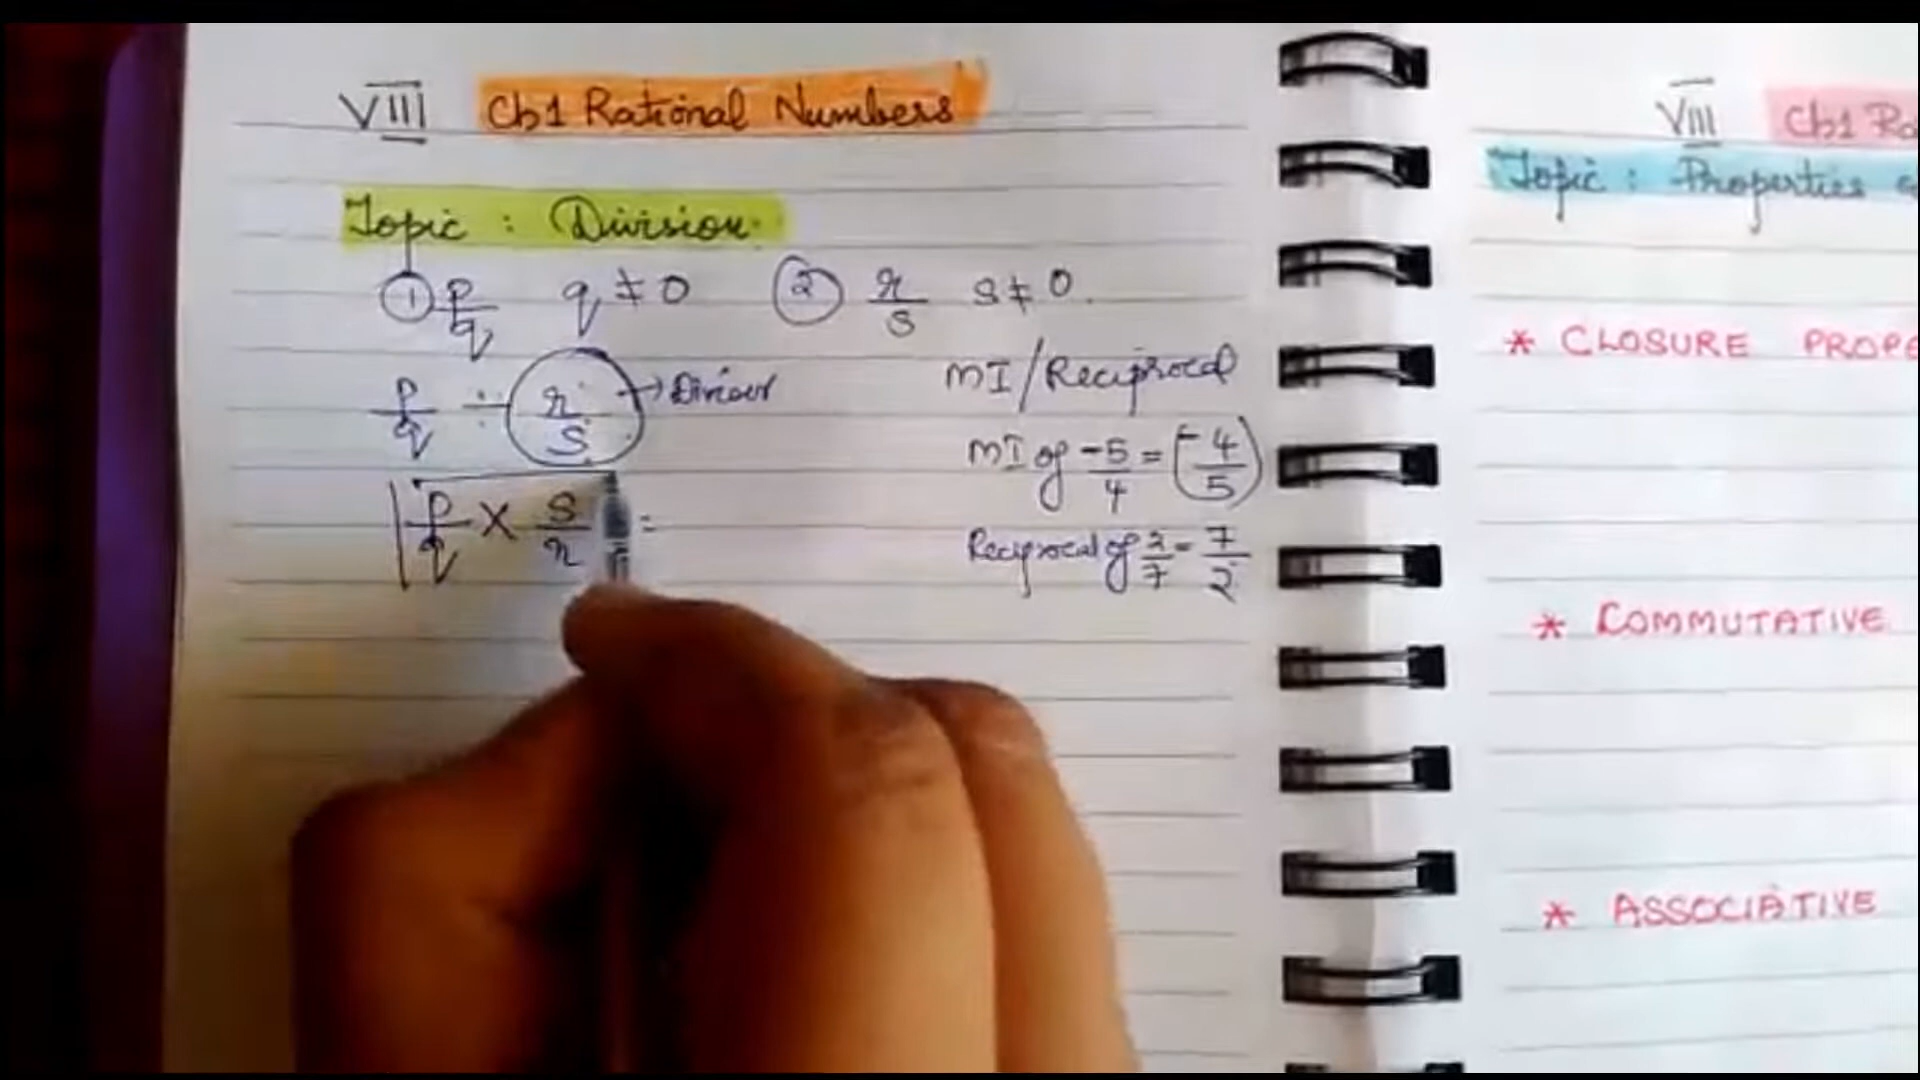 VIII Ch1 Rational Numbers
Topic : Division
① p/q q ≠ 0 ② r/s s ≠ 0.
p/q ÷ r/s → Divisor
p/q × s/r =
MI/Reciprocal
MI of -5/4 = (-4/5)
Reciprocal of 2/7 = 7/2
VIII Ch1 Ra
Topic : Properties
* CLOSURE PROPE
* COMMUTATIVE
* ASSOCIATIVE